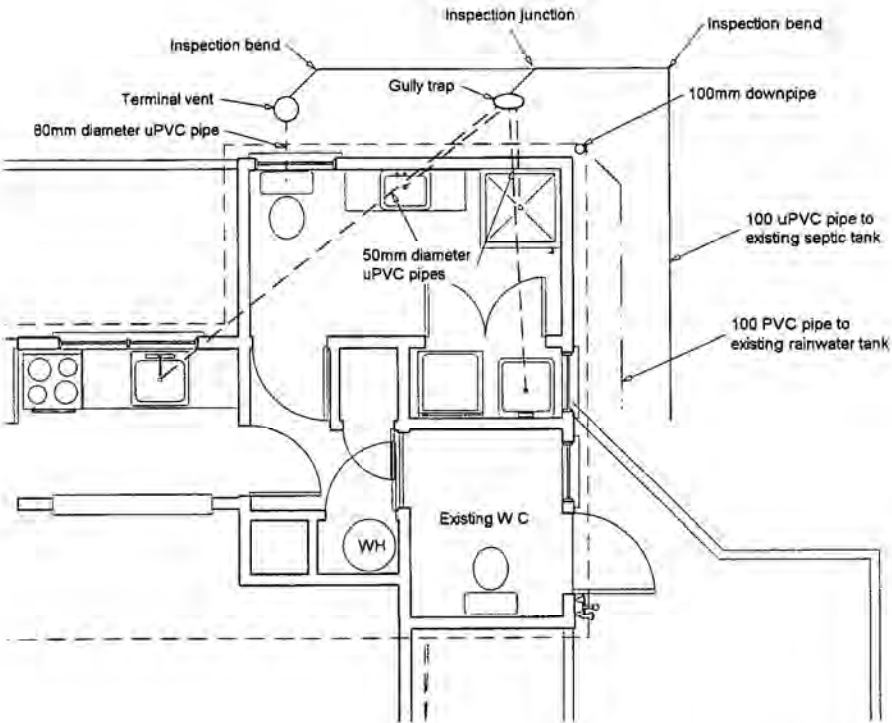 Inspection junction
Inspection bend
Inspection bend
Gully trap
Terminal vent
100mm downpipe
80mm diameter uPVC pipe
100 uPVC pipe to
existing septic tank
50mm diameter
uPVC pipes
100 PVC pipe to
existing rainwater tank
Existing W C
WH